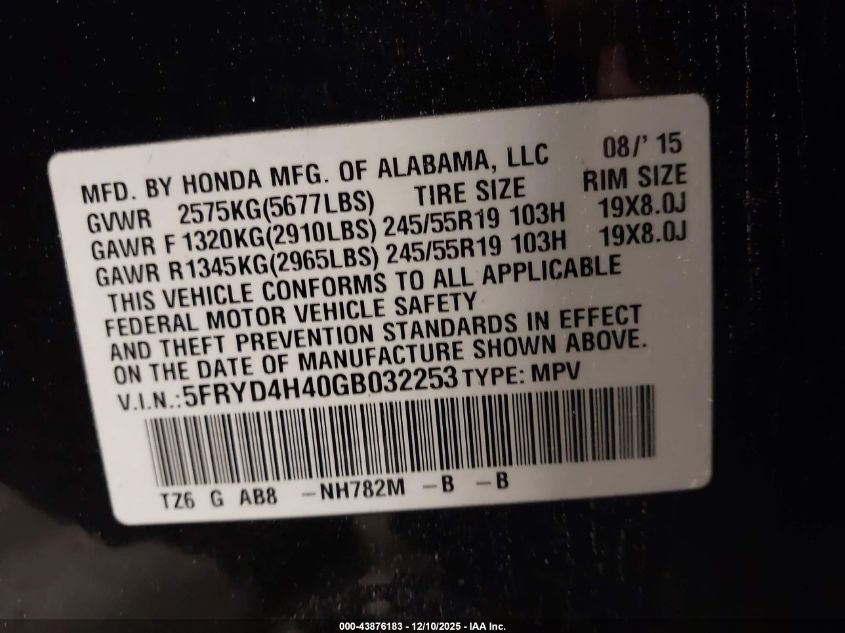 08/' 15
MFD. BY HONDA MFG. OF ALABAMA, LLC
GVWR 2575KG(5677LBS) TIRE SIZE RIM SIZE
GAWR F 1320KG(2910LBS) 245/55R19 103H 19X8.0J
GAWR R 1345KG(2965LBS) 245/55R19 103H 19X8.0J
THIS VEHICLE CONFORMS TO ALL APPLICABLE
FEDERAL MOTOR VEHICLE SAFETY
AND THEFT PREVENTION STANDARDS IN EFFECT
ON THE DATE OF MANUFACTURE SHOWN ABOVE.
V.I.N.: 5FRYD4H40GB032253 TYPE: MPV
TZ6 G AB8 -NH782M -B -B
000-43876183 - 12/10/2025 - IAA Inc.